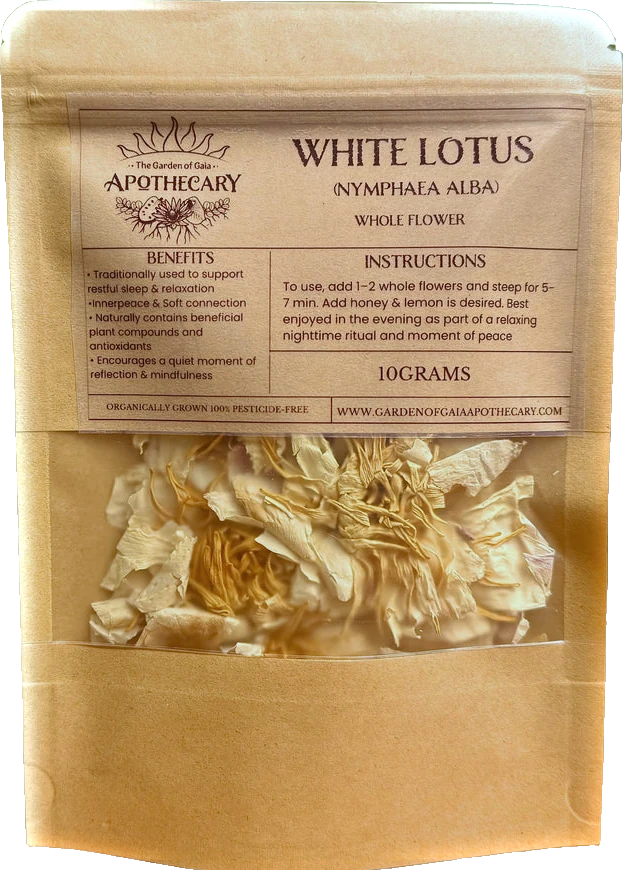 · · The Garden of Gaia · ·
APOTHECARY
WHITE LOTUS
(NYMPHAEA ALBA)
WHOLE FLOWER
BENEFITS
• Traditionally used to support
restful sleep & relaxation
•Innerpeace & Soft connection
• Naturally contains beneficial
plant compounds and
antioxidants
• Encourages a quiet moment of
reflection & mindfulness
INSTRUCTIONS
To use, add 1–2 whole flowers and steep for 5–
7 min. Add honey & lemon is desired. Best
enjoyed in the evening as part of a relaxing
nighttime ritual and moment of peace
10GRAMS
ORGANICALLY GROWN 100% PESTICIDE-FREE
WWW.GARDENOFGAIAAPOTHECARY.COM